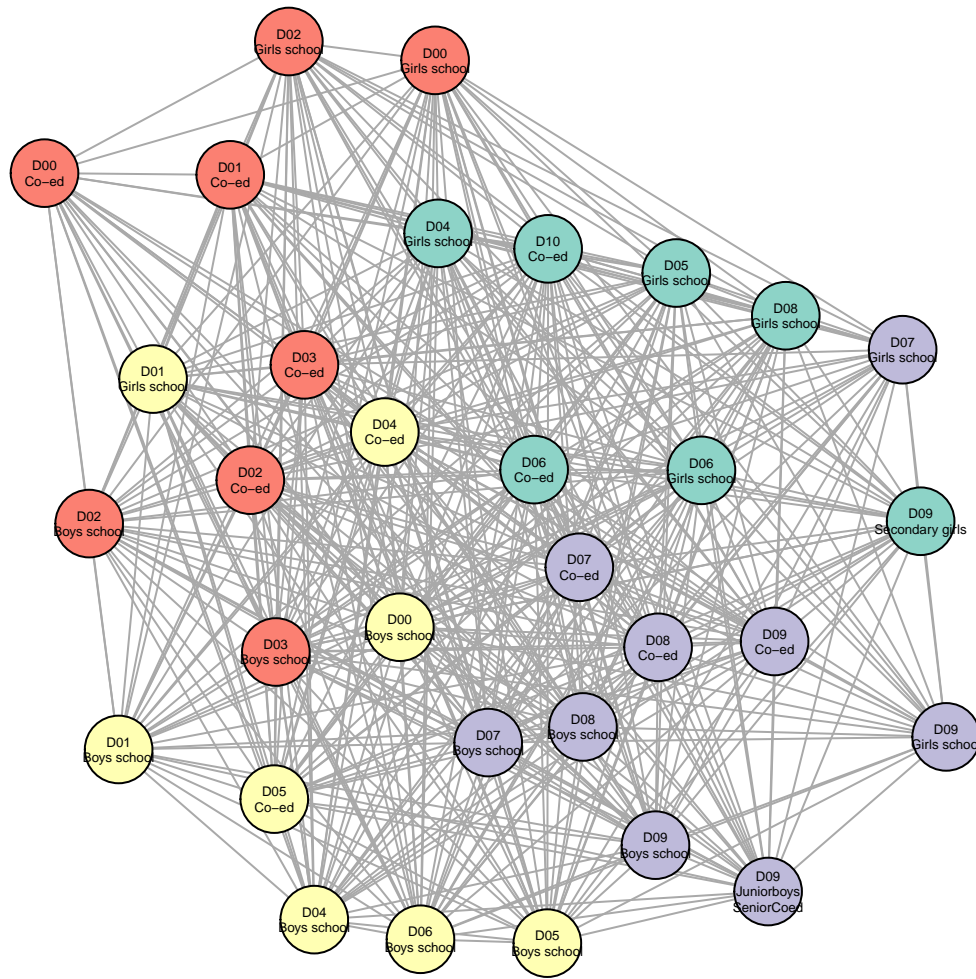 D02
Girls school
D00
Girls school
D00
Co−ed
D01
Co−ed
D04
Girls school
D10
Co−ed
D05
Girls school
D08
Girls school
D07
Girls school
D03
Co−ed
D01
Girls school
D04
Co−ed
D02
Co−ed
D06
Co−ed
D06
Girls school
D02
Boys school
D09
Secondary girls
D07
Co−ed
D00
Boys school
D08
Co−ed
D09
Co−ed
D03
Boys school
D08
Boys school
D07
Boys school
D09
Girls school
D01
Boys school
D05
Co−ed
D09
Boys school
D09
Juniorboys
SeniorCoed
D04
Boys school
D06
Boys school
D05
Boys school